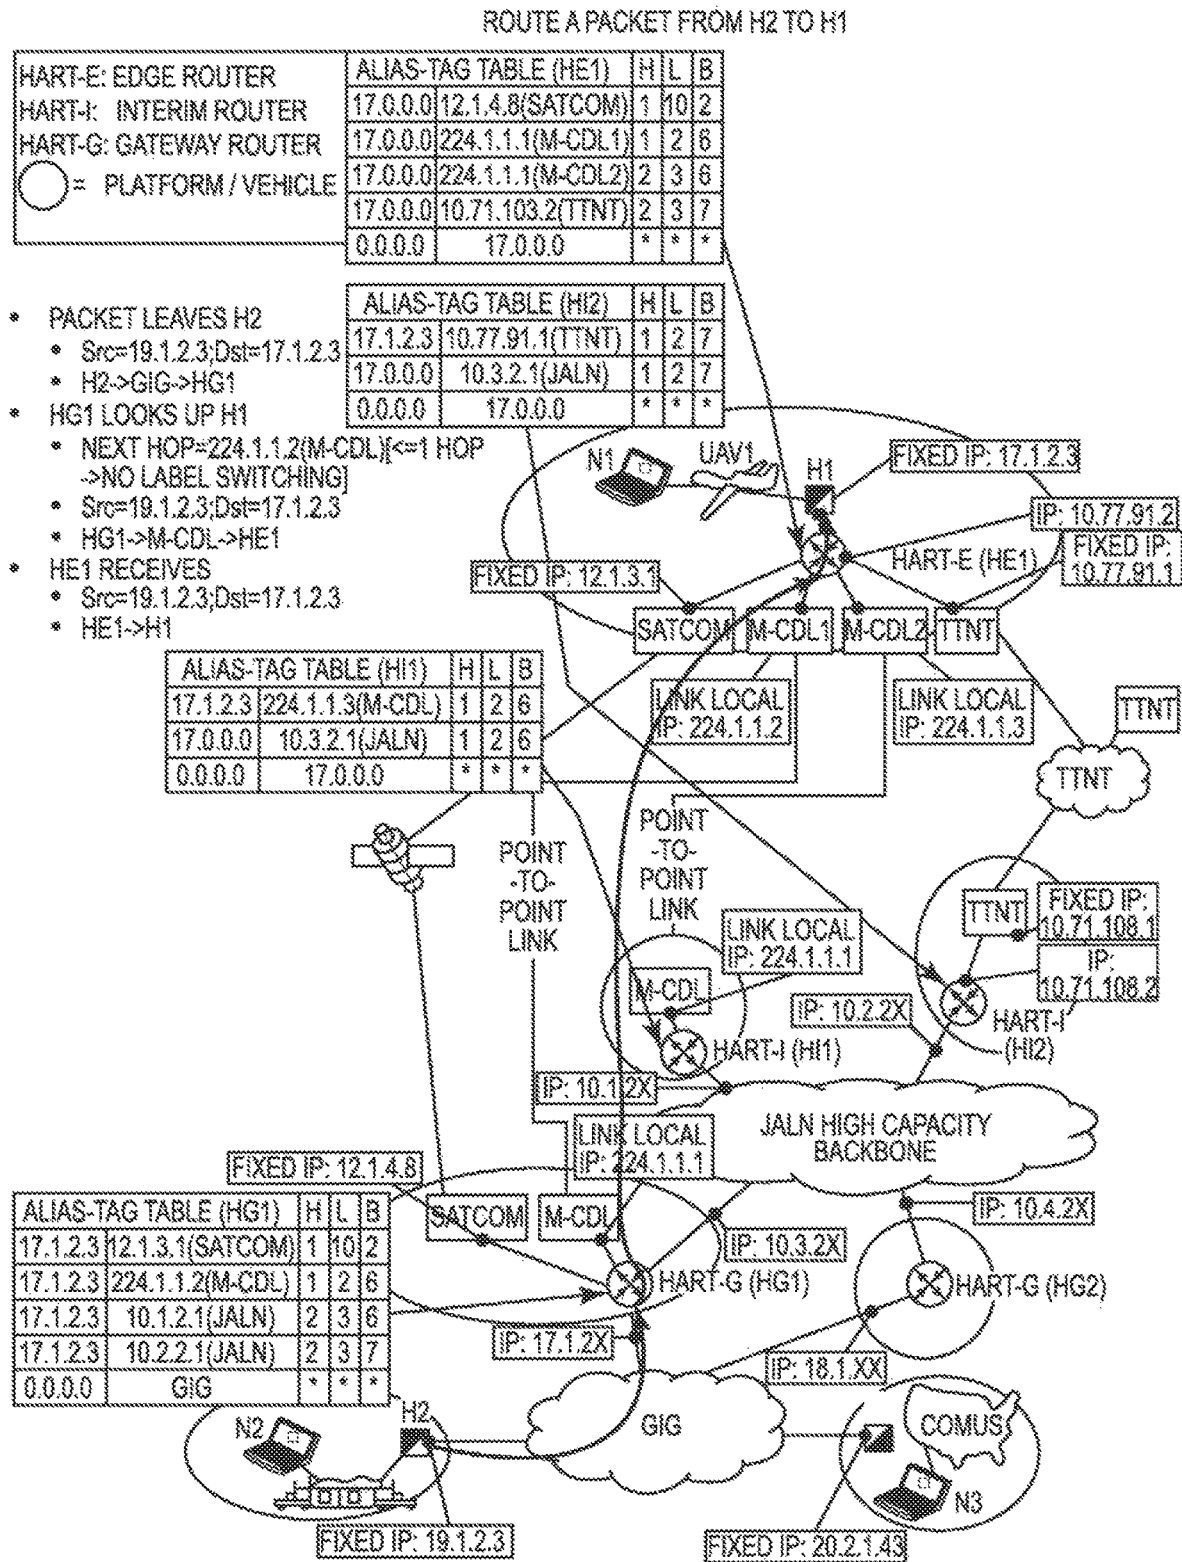 ROUTE A PACKET FROM H2 TO H1
HART-E: EDGE ROUTER
HART-I: INTERIM ROUTER
HART-G: GATEWAY ROUTER
= PLATFORM / VEHICLE
ALIAS-TAG TABLE (HE1) H L B
17.0.0.0 12.1.4.8(SATCOM) 1 10 2
17.0.0.0 224.1.1.1(M-CDL1) 1 2 6
17.0.0.0 224.1.1.1(M-CDL2) 2 3 6
17.0.0.0 10.71.103.2(TTNT) 2 3 7
0.0.0.0 17.0.0.0 * * *
ALIAS-TAG TABLE (HI2) H L B
17.1.2.3 10.77.91.1(TTNT) 1 2 7
17.0.0.0 10.3.2.1(JALN) 1 2 7
0.0.0.0 17.0.0.0 * * *
• PACKET LEAVES H2
• Src=19.1.2.3;Dst=17.1.2.3
• H2->GIG->HG1
• HG1 LOOKS UP H1
• NEXT HOP=224.1.1.2(M-CDL)[<=1 HOP
->NO LABEL SWITCHING]
• Src=19.1.2.3;Dst=17.1.2.3
• HG1->M-CDL->HE1
• HE1 RECEIVES
• Src=19.1.2.3;Dst=17.1.2.3
• HE1->H1
N1
UAV1
H1
FIXED IP: 17.1.2.3
IP: 10.77.91.2
HART-E (HE1)
FIXED IP:
10.77.91.1
FIXED IP: 12.1.3.1
SATCOM
M-CDL1
M-CDL2
TTNT
ALIAS-TAG TABLE (HI1) H L B
17.1.2.3 224.1.1.3(M-CDL) 1 2 6
17.0.0.0 10.3.2.1(JALN) 1 2 6
0.0.0.0 17.0.0.0 * * *
LINK LOCAL
IP: 224.1.1.2
LINK LOCAL
IP: 224.1.1.3
TTNT
TTNT
POINT
-TO-
POINT
LINK
POINT
-TO-
POINT
LINK
LINK LOCAL
IP: 224.1.1.1
M-CDL
HART-I (HI1)
TTNT
FIXED IP:
10.71.108.1
IP:
10.71.108.2
IP: 10.2.2X
HART-I
(HI2)
IP: 10.1.2X
JALN HIGH CAPACITY
BACKBONE
LINK LOCAL
IP: 224.1.1.1
FIXED IP: 12.1.4.8
SATCOM
M-CDL
IP: 10.3.2X
IP: 10.4.2X
HART-G (HG1)
HART-G (HG2)
ALIAS-TAG TABLE (HG1) H L B
17.1.2.3 12.1.3.1(SATCOM) 1 10 2
17.1.2.3 224.1.1.2(M-CDL) 1 2 6
17.1.2.3 10.1.2.1(JALN) 2 3 6
17.1.2.3 10.2.2.1(JALN) 2 3 7
0.0.0.0 GIG * * *
IP: 17.1.2X
IP: 18.1.XX
N2
H2
GIG
COMUS
N3
FIXED IP: 19.1.2.3
FIXED IP: 20.2.1.43